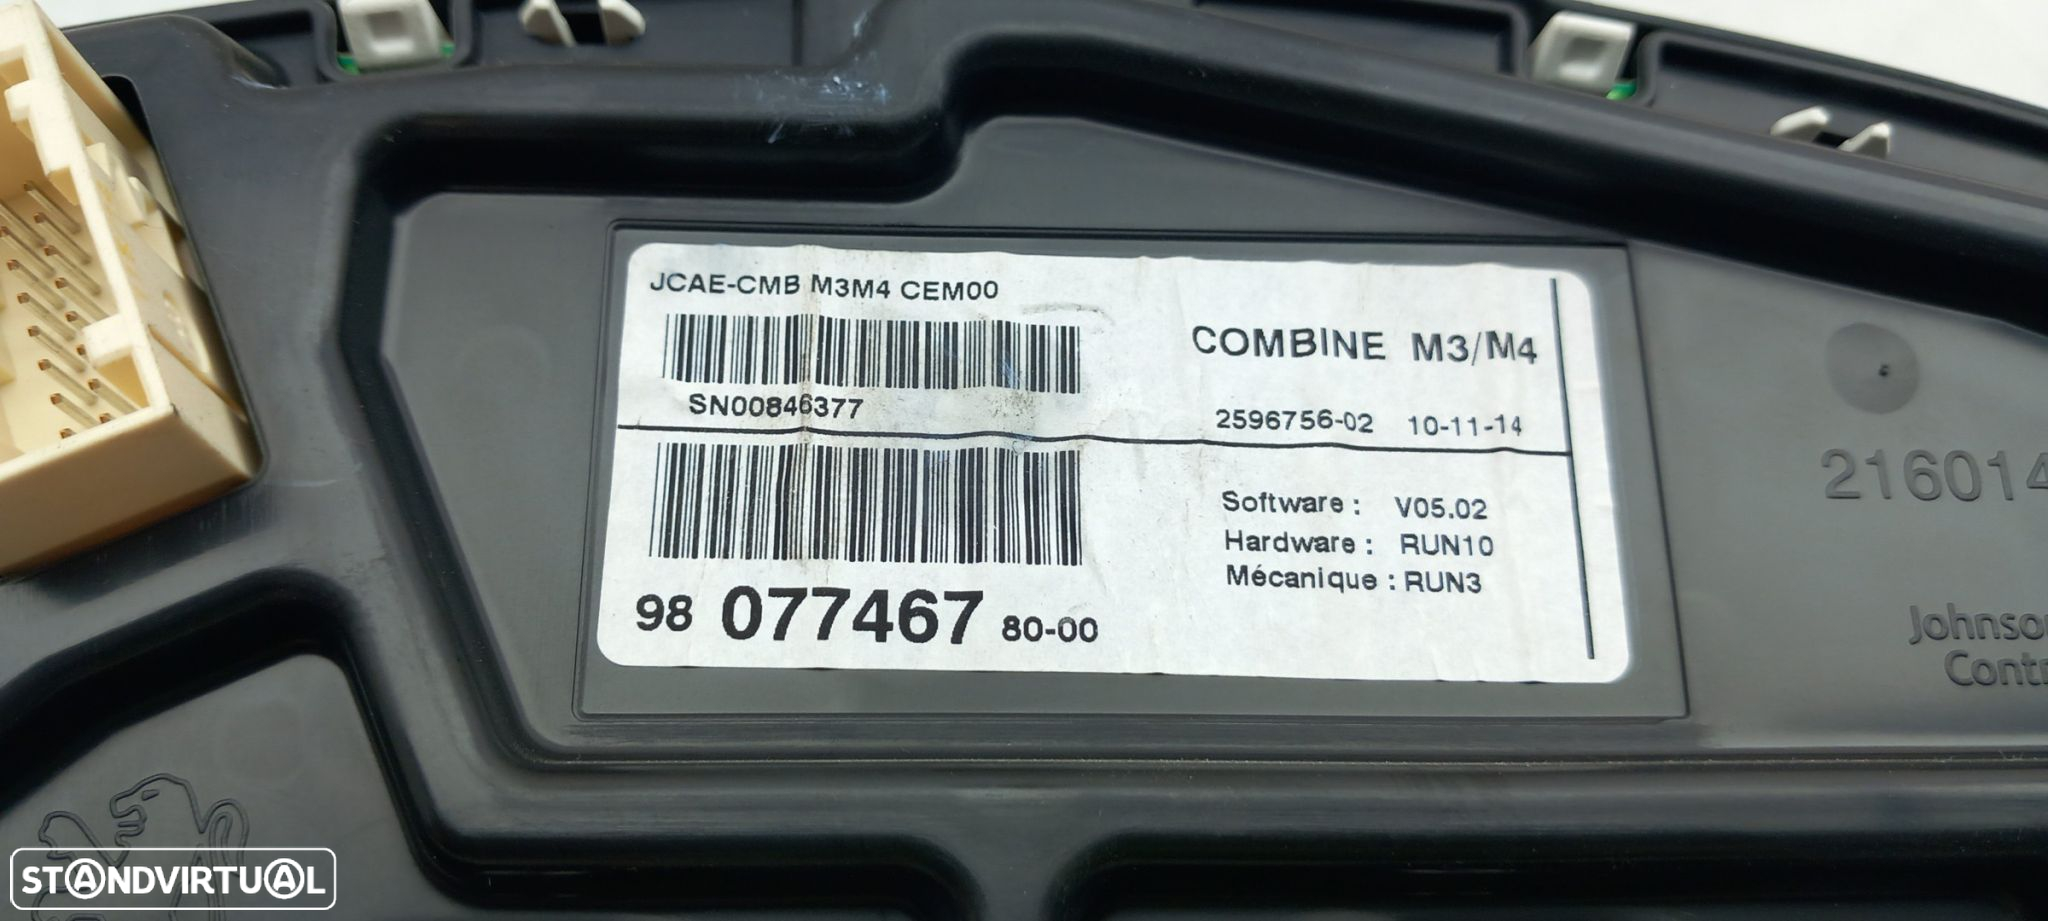 JCAE-CMB M3M4 CEM00
SN00846377
COMBINE M3/M4
2596756-02 10-11-14
Software : V05.02
Hardware : RUN10
Mécanique : RUN3
98 077467 80-00
216014
STANDVIRTUAL